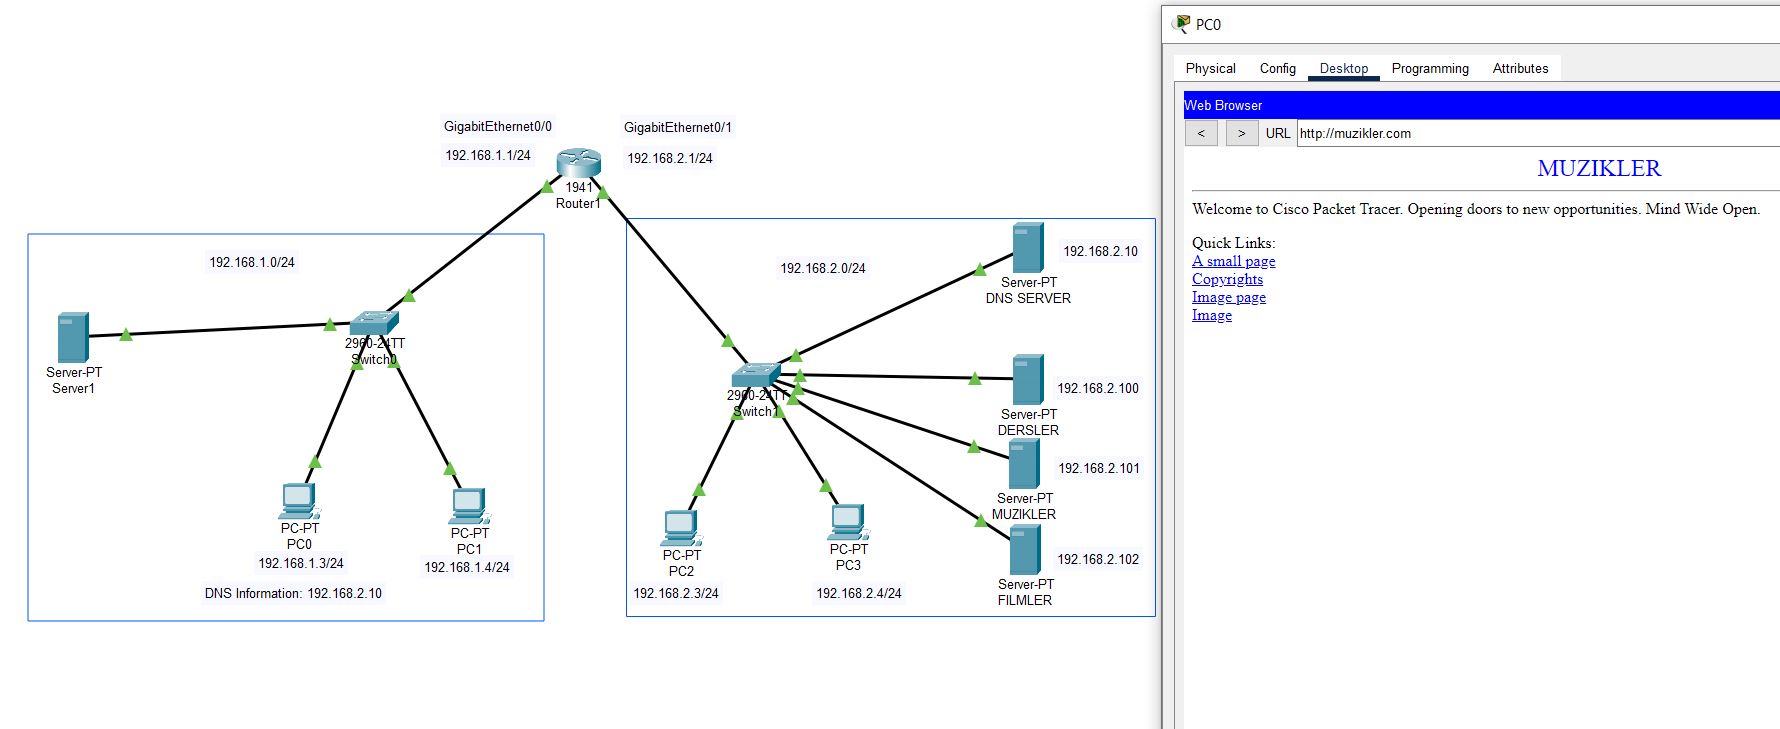 GigabitEthernet0/0
192.168.1.1/24
GigabitEthernet0/1
192.168.2.1/24
1941
Router1
192.168.1.0/24
Server-PT
Server1
2960-24TT
Switch0
PC-PT
PC0
192.168.1.3/24
PC-PT
PC1
192.168.1.4/24
DNS Information: 192.168.2.10
192.168.2.0/24
Server-PT
DNS SERVER
192.168.2.10
2960-24TT
Switch1
Server-PT
DERSLER
192.168.2.100
Server-PT
MUZIKLER
192.168.2.101
Server-PT
FILMLER
192.168.2.102
PC-PT
PC2
192.168.2.3/24
PC-PT
PC3
192.168.2.4/24
PC0
Physical Config Desktop Programming Attributes
Web Browser
< > URL http://muzikler.com
MUZIKLER
Welcome to Cisco Packet Tracer. Opening doors to new opportunities. Mind Wide Open.
Quick Links:
A small page
Copyrights
Image page
Image